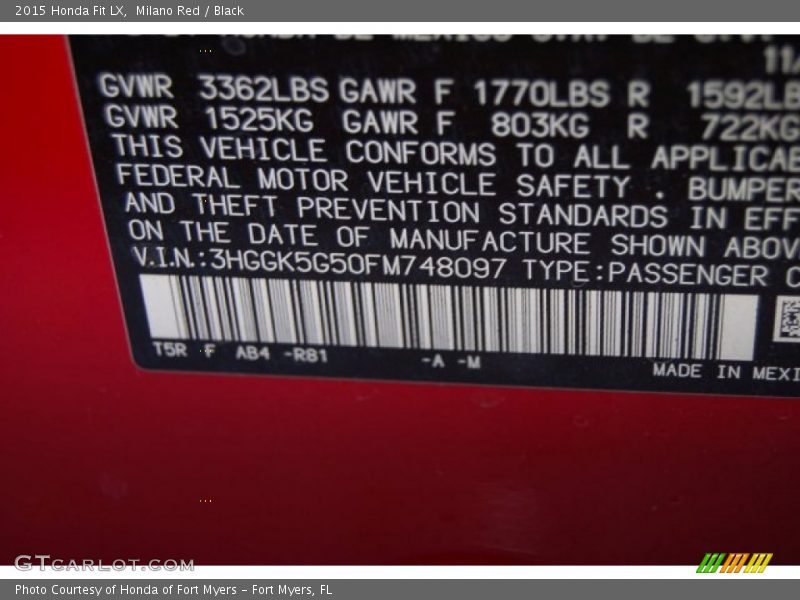 2015 Honda Fit LX, Milano Red / Black
11/
GVWR 3362LBS GAWR F 1770LBS R 1592LB
GVWR 1525KG GAWR F 803KG R 722KG
THIS VEHICLE CONFORMS TO ALL APPLICAB
FEDERAL MOTOR VEHICLE SAFETY , BUMPER
AND THEFT PREVENTION STANDARDS IN EFF
ON THE DATE OF MANUFACTURE SHOWN ABOV
V.I.N.:3HGGK5G50FM748097 TYPE:PASSENGER C
T5R F AB4 -R81 -A -M
MADE IN MEXI
GTCARLOT.COM
Photo Courtesy of Honda of Fort Myers – Fort Myers, FL